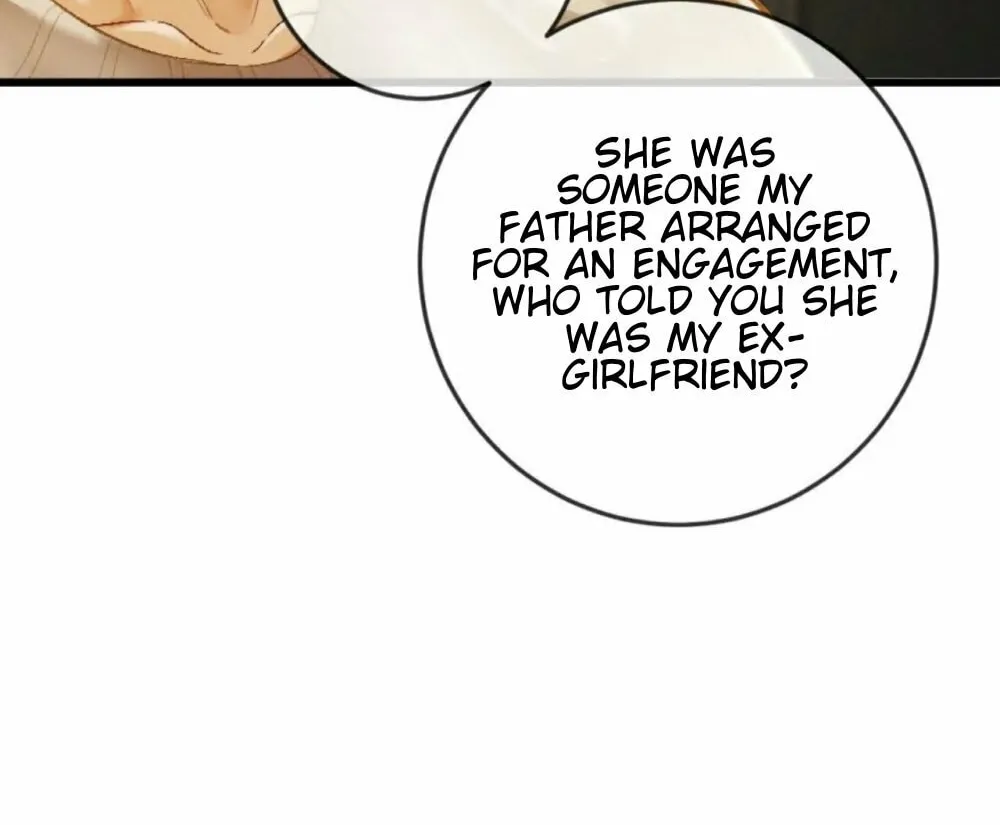 SHE WAS
SOMEONE MY
FATHER ARRANGED
FOR AN ENGAGEMENT,
WHO TOLD YOU SHE
WAS MY EX-
GIRLFRIEND?